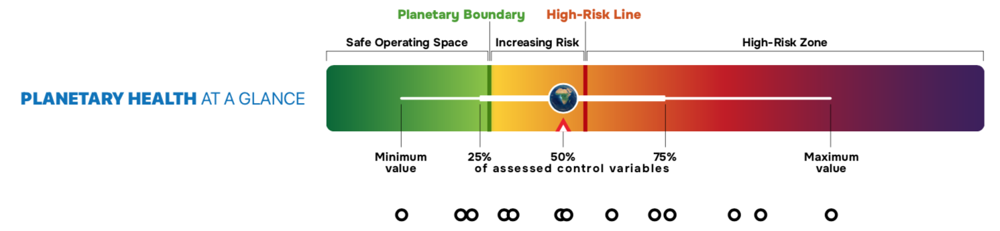 Planetary Boundary High-Risk Line
Safe Operating Space Increasing Risk High-Risk Zone
PLANETARY HEALTH AT A GLANCE
Minimum value
25% 50% 75%
of assessed control variables
Maximum value